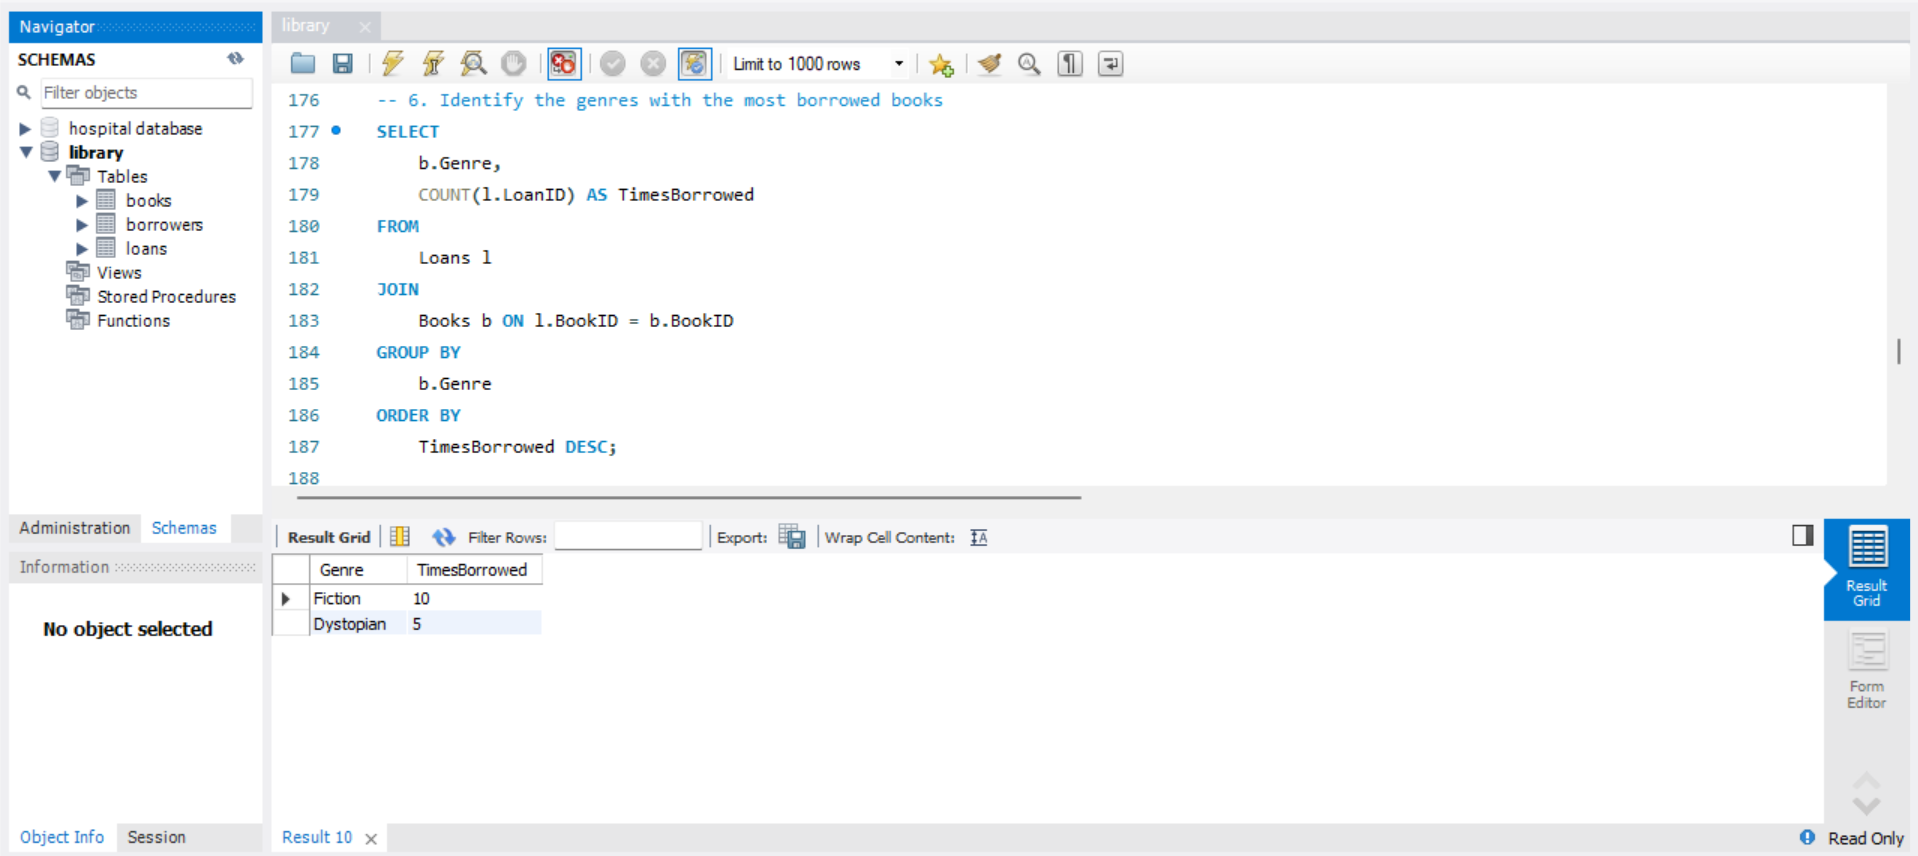 Navigator
SCHEMAS
Filter objects
hospital database
library
Tables
books
borrowers
loans
Views
Stored Procedures
Functions
Administration Schemas
Information
No object selected
Object Info Session
library
Limit to 1000 rows
176 -- 6. Identify the genres with the most borrowed books
177 SELECT
178 b.Genre,
179 COUNT(l.LoanID) AS TimesBorrowed
180 FROM
181 Loans l
182 JOIN
183 Books b ON l.BookID = b.BookID
184 GROUP BY
185 b.Genre
186 ORDER BY
187 TimesBorrowed DESC;
188
Result Grid Filter Rows: Export: Wrap Cell Content:
Genre TimesBorrowed
Fiction 10
Dystopian 5
Result
Grid
Form
Editor
Result 10
Read Only